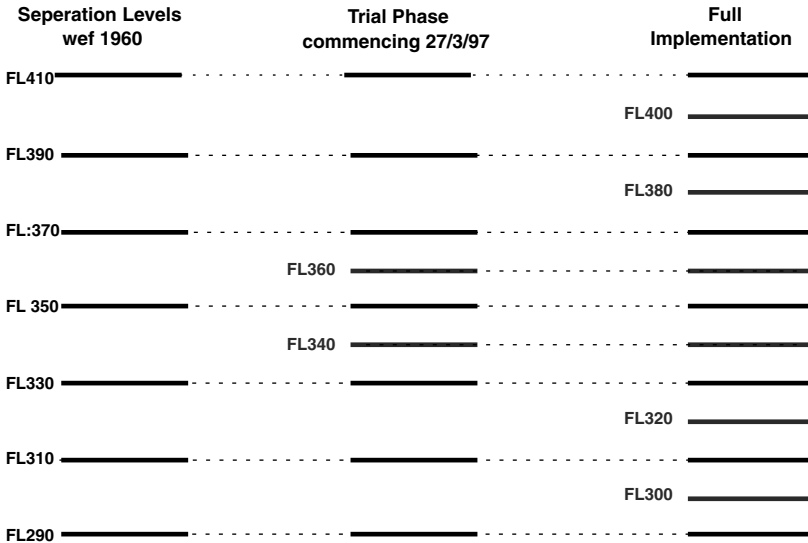 Seperation Levels
wef 1960
Trial Phase
commencing 27/3/97
Full
Implementation
FL410
FL400
FL390
FL380
FL:370
FL360
FL 350
FL340
FL330
FL320
FL310
FL300
FL290